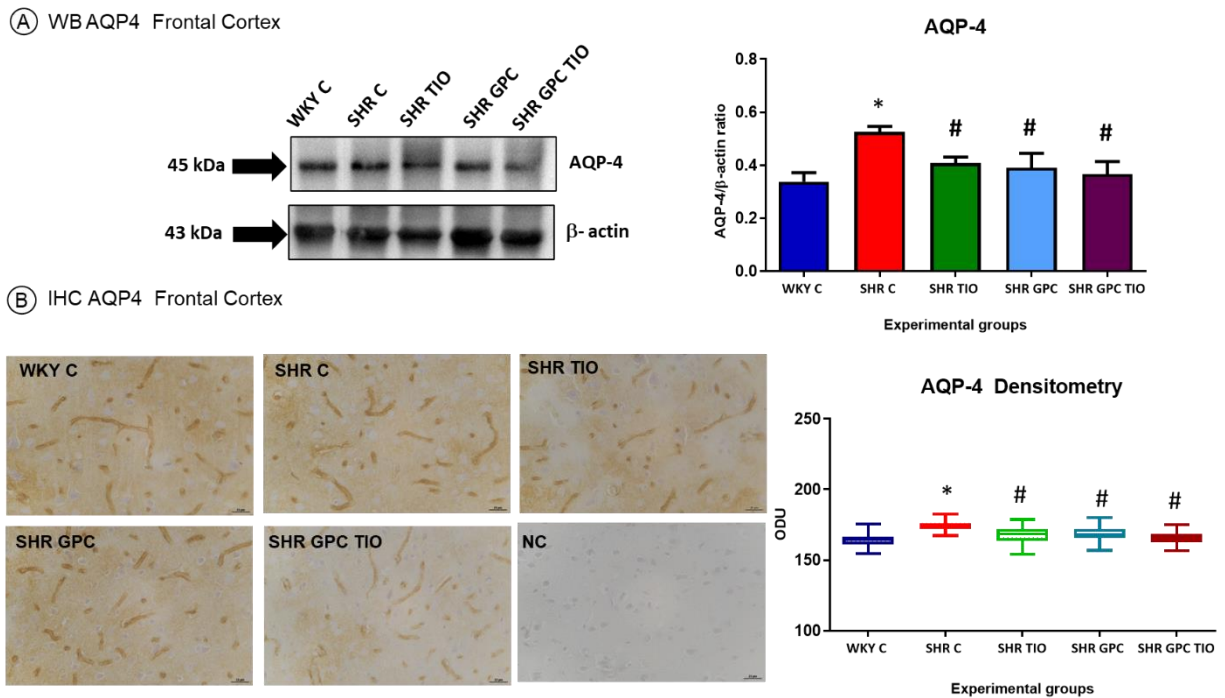 A WB AQP4 Frontal Cortex
WKY C
SHR C
SHR TIO
SHR GPC
SHR GPC TIO
45 kDa
AQP-4
43 kDa
β- actin
AQP-4
AQP-4/β-actin ratio
0.8
0.6
0.4
0.2
0.0
*
#
#
#
WKY C SHR C SHR TIO SHR GPC SHR GPC TIO
Experimental groups
B IHC AQP4 Frontal Cortex
WKY C
SHR C
SHR TIO
SHR GPC
SHR GPC TIO
NC
AQP-4 Densitometry
ODU
250
200
150
100
*
#
#
#
WKY C SHR C SHR TIO SHR GPC SHR GPC TIO
Experimental groups